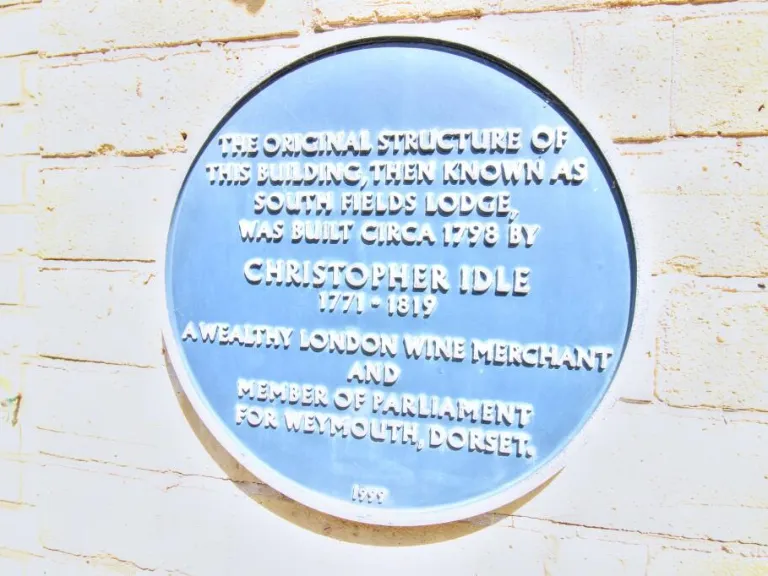 THE ORIGINAL STRUCTURE OF
THIS BUILDING, THEN KNOWN AS
SOUTH FIELDS LODGE,
WAS BUILT CIRCA 1798 BY
CHRISTOPHER IDLE
1771 - 1819
A WEALTHY LONDON WINE MERCHANT
AND
MEMBER OF PARLIAMENT
FOR WEYMOUTH, DORSET.
1999